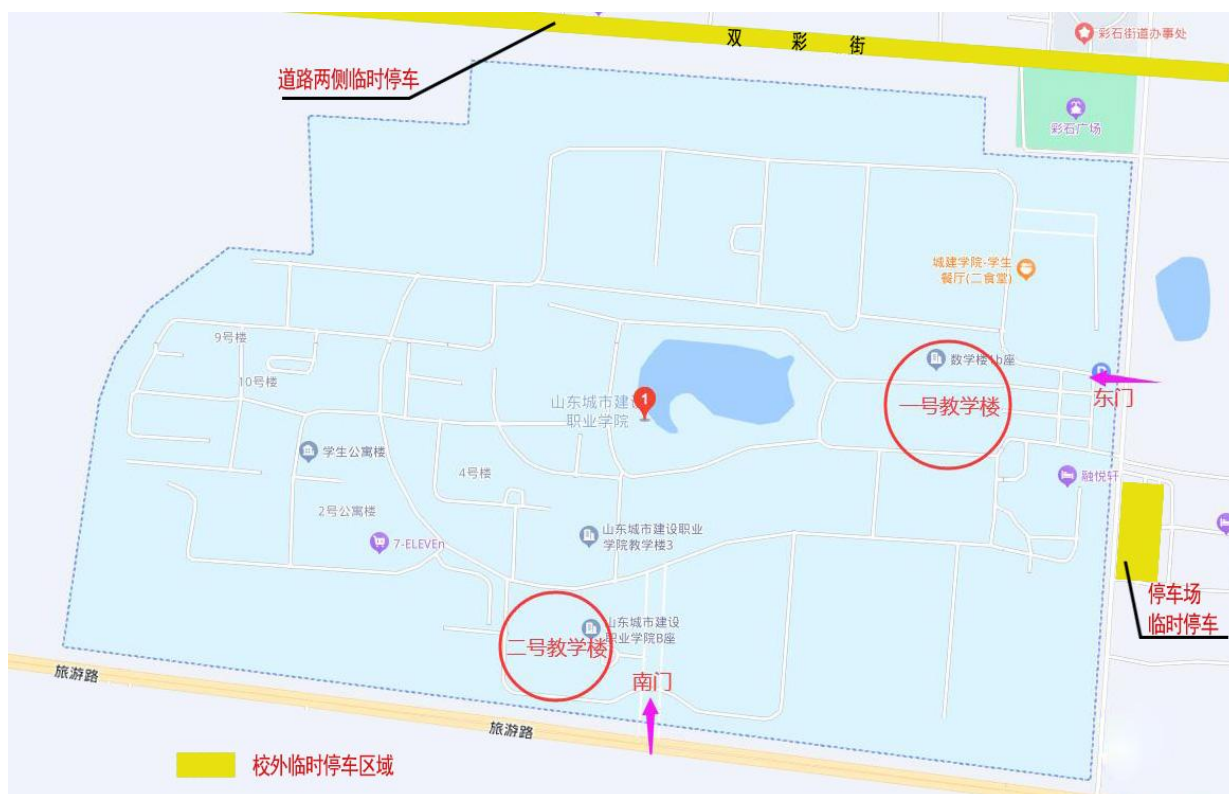 双彩街
彩石街道办事处
道路两侧临时停车
彩石广场
城建学院-学生
餐厅(二食堂)
9号楼
数学楼1b座
10号楼
东门
1
山东城市建设
职业学院
一号教学楼
学生公寓楼
4号楼
融悦轩
2号公寓楼
山东城市建设职业
学院教学楼3
7-ELEVEn
停车场
临时停车
山东城市建设
职业学院B座
二号教学楼
南门
旅游路
旅游路
校外临时停车区域